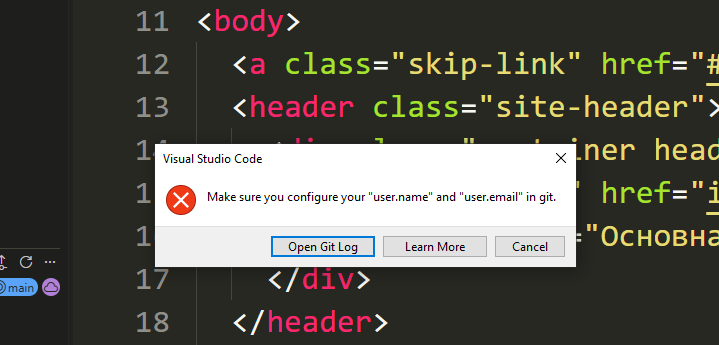 11 <body>
12 <a class="skip-link" href="#
13 <header class="site-header">
Visual Studio Code
Make sure you configure your "user.name" and "user.email" in git.
Open Git Log Learn More Cancel
" href="i
="Основна
main
17 </div>
18 </header>